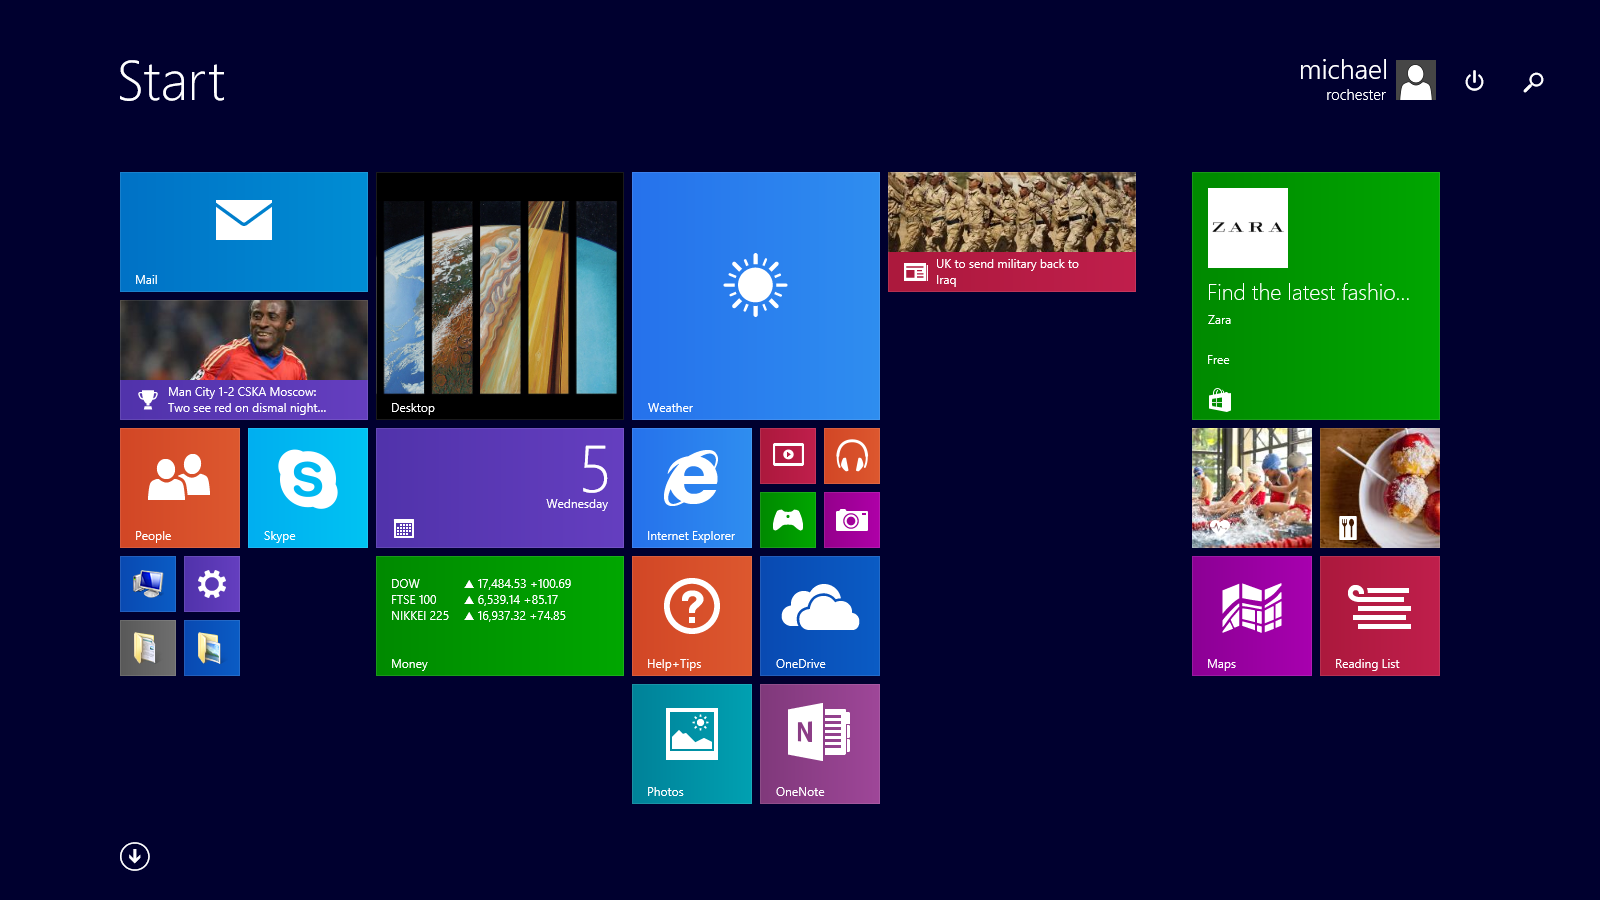 Start
michael
rochester
Mail
Man City 1-2 CSKA Moscow:
Two see red on dismal night...
Desktop
Weather
UK to send military back to
Iraq
ZARA
Find the latest fashio...
Zara
Free
People
Skype
5
Wednesday
Internet Explorer
DOW ▲ 17,484.53 +100.69
FTSE 100 ▲ 6,539.14 +85.17
NIKKEI 225 ▲ 16,937.32 +74.85
Money
Help+Tips
OneDrive
Maps
Reading List
Photos
N
OneNote